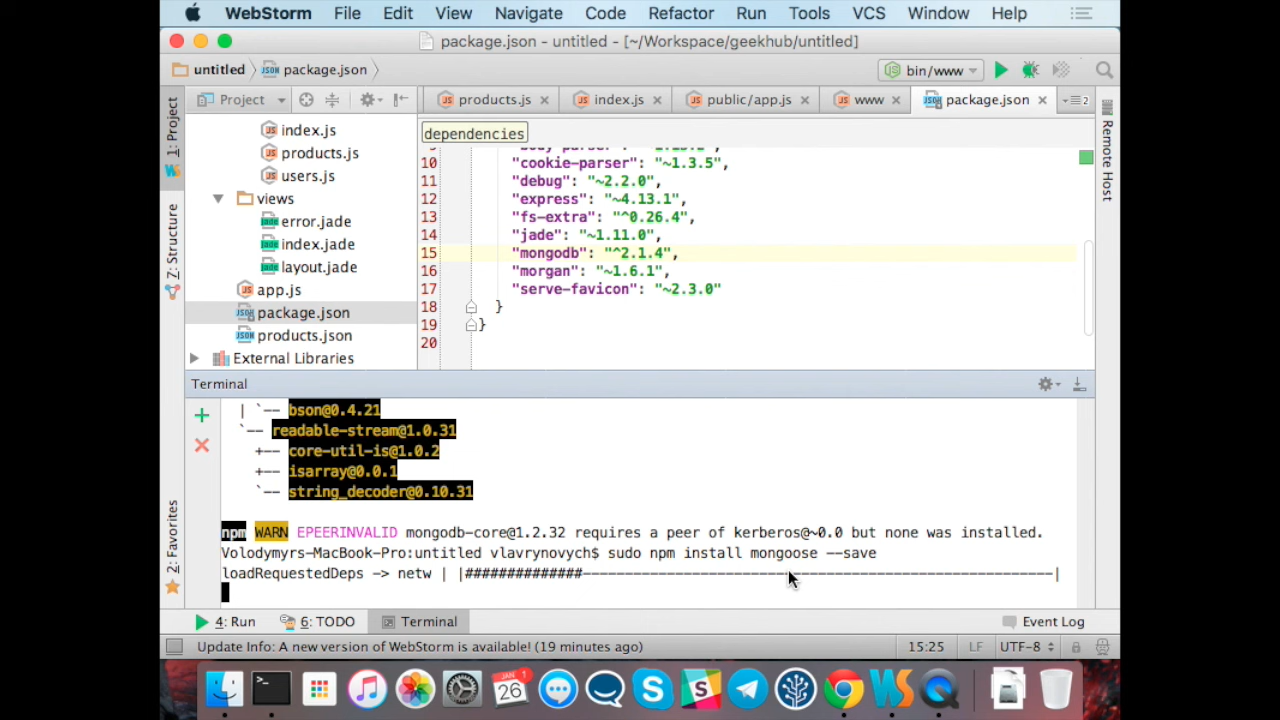 WebStorm File Edit View Navigate Code Refactor Run Tools VCS Window Help
package.json - untitled - [~/Workspace/geekhub/untitled]
untitled package.json bin/www
Project products.js index.js public/app.js www package.json 2
1: Project
Z: Structure
2: Favorites
Remote Host
index.js
products.js
users.js
views
error.jade
index.jade
layout.jade
app.js
package.json
products.json
External Libraries
dependencies
10 "cookie-parser": "~1.3.5",
11 "debug": "~2.2.0",
12 "express": "~4.13.1",
13 "fs-extra": "^0.26.4",
14 "jade": "~1.11.0",
15 "mongodb": "^2.1.4",
16 "morgan": "~1.6.1",
17 "serve-favicon": "~2.3.0"
18 }
19 }
20
Terminal
| `-- bson@0.4.21
`-- readable-stream@1.0.31
+-- core-util-is@1.0.2
+-- isarray@0.0.1
`-- string_decoder@0.10.31
npm WARN EPEERINVALID mongodb-core@1.2.32 requires a peer of kerberos@~0.0 but none was installed.
Volodymyrs-MacBook-Pro:untitled vlavrynovych$ sudo npm install mongoose --save
loadRequestedDeps -> netw | |##############--------------------------------------------------------|
4: Run 6: TODO Terminal Event Log
Update Info: A new version of WebStorm is available! (19 minutes ago) 15:25 LF UTF-8
JAN
26